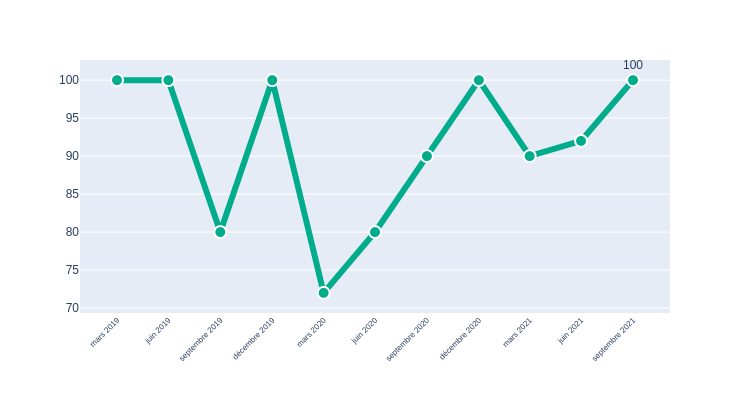 100
100
95
90
85
80
75
70
mars 2019
juin 2019
septembre 2019
décembre 2019
mars 2020
juin 2020
septembre 2020
décembre 2020
mars 2021
juin 2021
septembre 2021